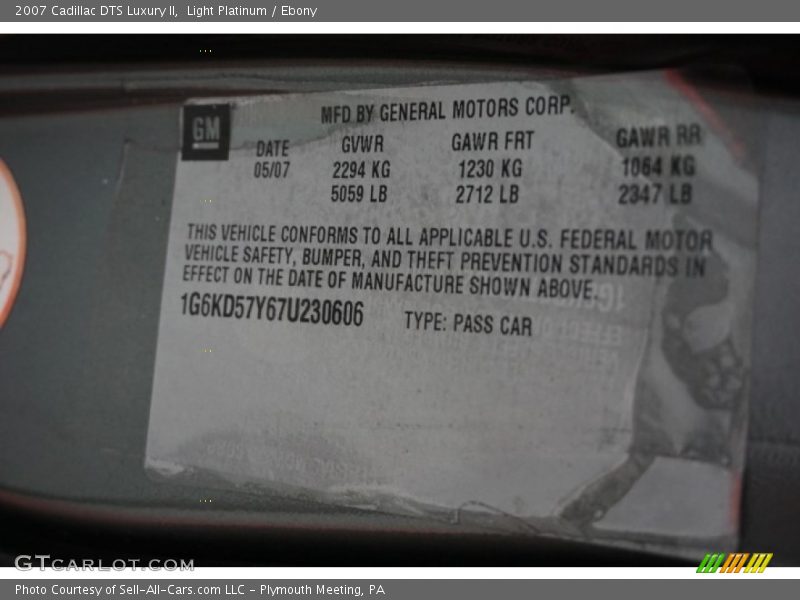 2007 Cadillac DTS Luxury II, Light Platinum / Ebony
GM
MFD BY GENERAL MOTORS CORP.
DATE GVWR GAWR FRT GAWR RR
05/07 2294 KG 1230 KG 1064 KG
5059 LB 2712 LB 2347 LB
THIS VEHICLE CONFORMS TO ALL APPLICABLE U.S. FEDERAL MOTOR
VEHICLE SAFETY, BUMPER, AND THEFT PREVENTION STANDARDS IN
EFFECT ON THE DATE OF MANUFACTURE SHOWN ABOVE.
1G6KD57Y67U230606 TYPE: PASS CAR
GTCARLOT.COM
Photo Courtesy of Sell-All-Cars.com LLC - Plymouth Meeting, PA